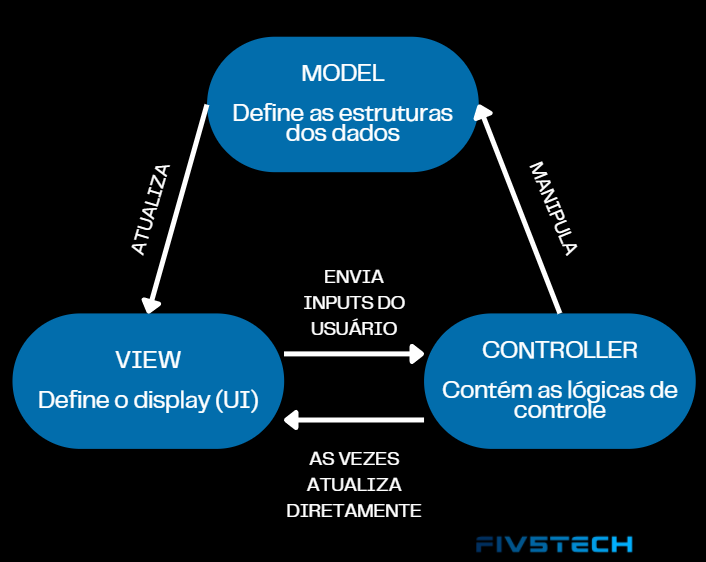 MODEL
Define as estruturas
dos dados
ATUALIZA
MANIPULA
ENVIA
INPUTS DO
USUÁRIO
VIEW
Define o display (UI)
CONTROLLER
Contém as lógicas de
controle
AS VEZES
ATUALIZA
DIRETAMENTE
FIV5TECH